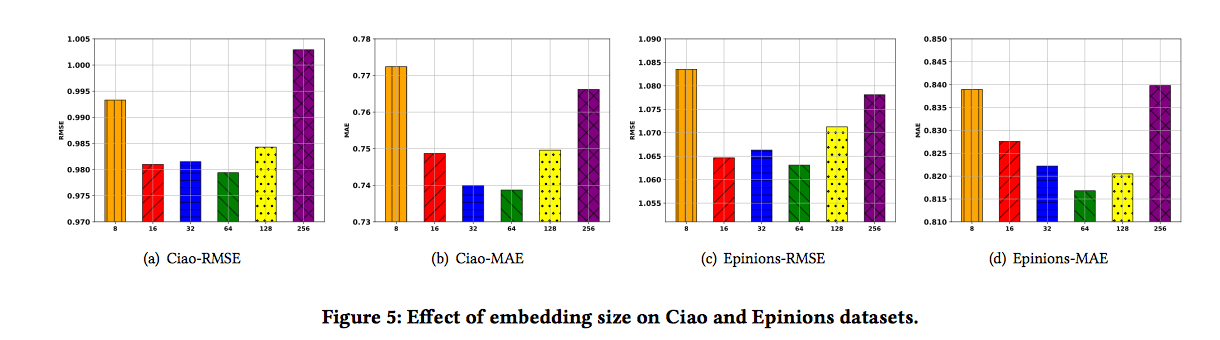 1.005
1.000
0.995
0.990
0.985
0.980
0.975
0.970
RMSE
8 16 32 64 128 256
(a) Ciao-RMSE
0.78
0.77
0.76
0.75
0.74
0.73
MAE
8 16 32 64 128 256
(b) Ciao-MAE
1.090
1.085
1.080
1.075
1.070
1.065
1.060
1.055
RMSE
8 16 32 64 128 256
(c) Epinions-RMSE
0.850
0.845
0.840
0.835
0.830
0.825
0.820
0.815
0.810
MAE
8 16 32 64 128 256
(d) Epinions-MAE
Figure 5: Effect of embedding size on Ciao and Epinions datasets.